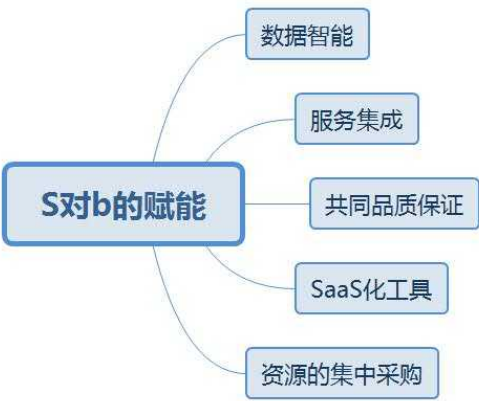 数据智能
服务集成
S对b的赋能
共同品质保证
SaaS化工具
资源的集中采购